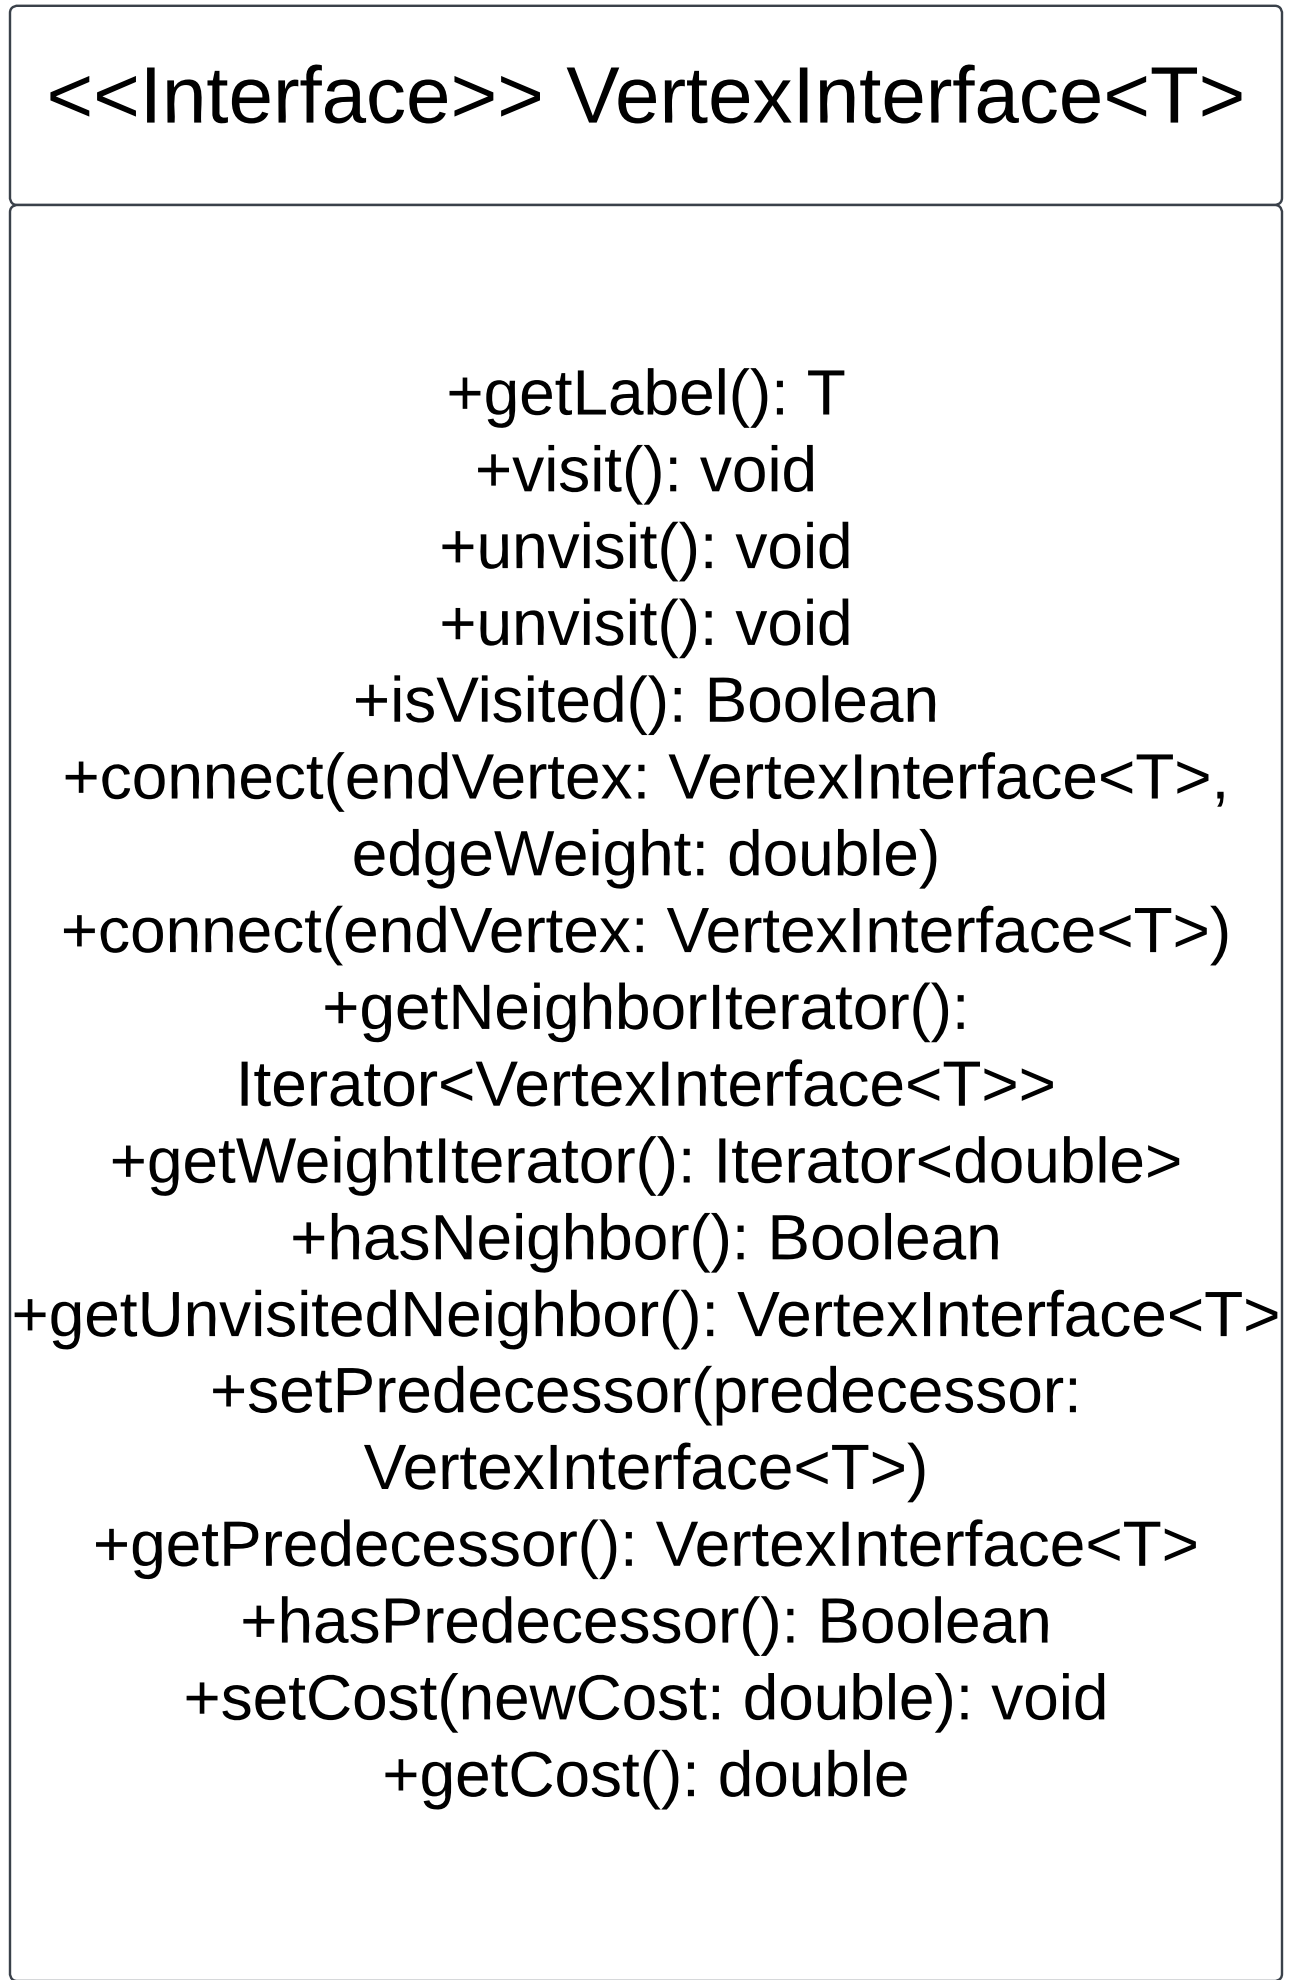 <<Interface>> VertexInterface<T>
+getLabel(): T
+visit(): void
+unvisit(): void
+unvisit(): void
+isVisited(): Boolean
+connect(endVertex: VertexInterface<T>,
edgeWeight: double)
+connect(endVertex: VertexInterface<T>)
+getNeighborIterator():
Iterator<VertexInterface<T>>
+getWeightIterator(): Iterator<double>
+hasNeighbor(): Boolean
+getUnvisitedNeighbor(): VertexInterface<T>
+setPredecessor(predecessor:
VertexInterface<T>)
+getPredecessor(): VertexInterface<T>
+hasPredecessor(): Boolean
+setCost(newCost: double): void
+getCost(): double